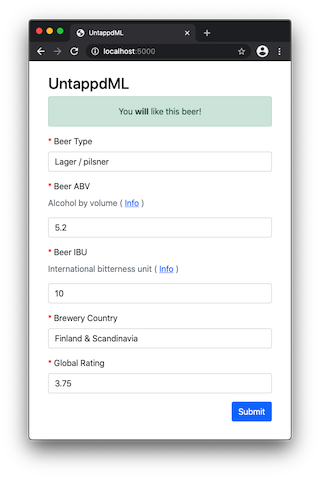 UntappdML
localhost:5000
UntappdML
You will like this beer!
* Beer Type
Lager / pilsner
* Beer ABV
Alcohol by volume ( Info )
5.2
* Beer IBU
International bitterness unit ( Info )
10
* Brewery Country
Finland & Scandinavia
* Global Rating
3.75
Submit